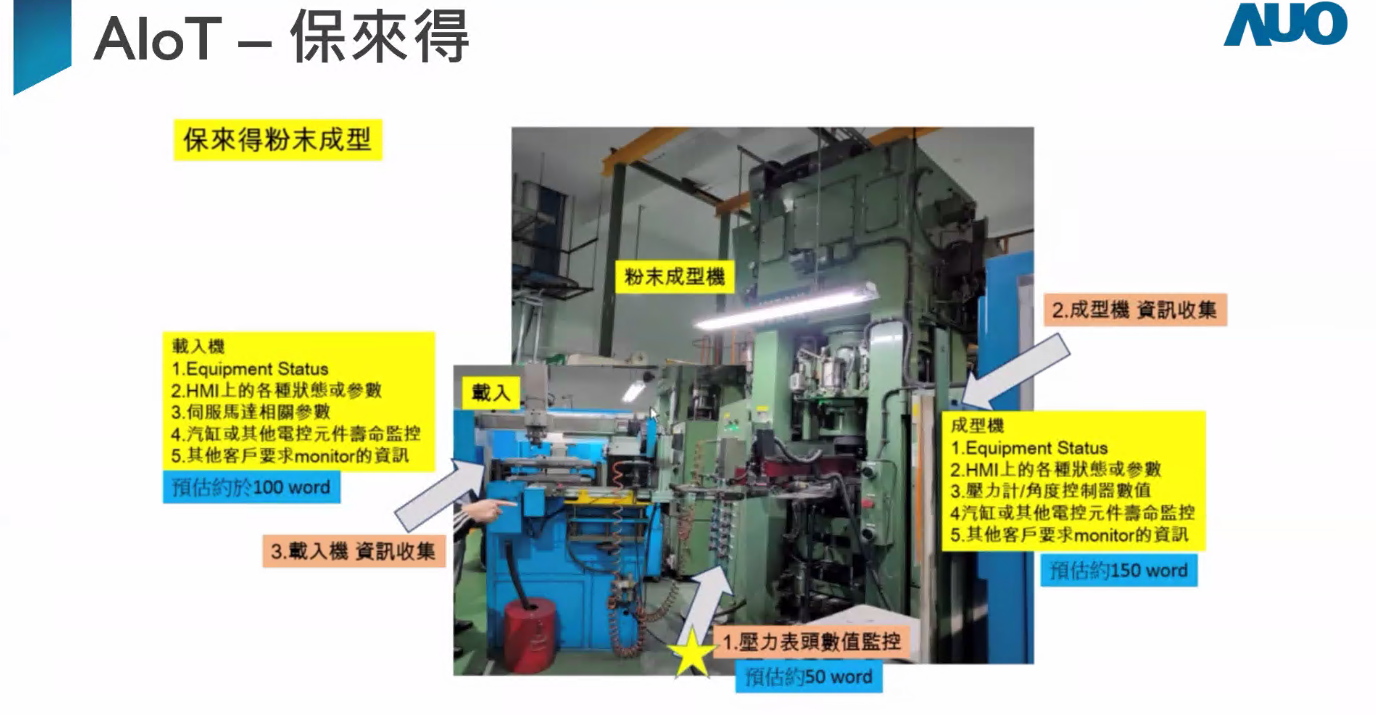 AIoT – 保來得
AUO
保來得粉末成型
粉末成型機
2.成型機 資訊收集
載入機
1.Equipment Status
2.HMI上的各種狀態或參數
3.伺服馬達相關參數
4.汽缸或其他電控元件壽命監控
5.其他客戶要求monitor的資訊
預估約於100 word
載入
3.載入機 資訊收集
成型機
1.Equipment Status
2.HMI上的各種狀態或參數
3.壓力計/角度控制器數值
4汽缸或其他電控元件壽命監控
5.其他客戶要求monitor的資訊
預估約150 word
1.壓力表頭數值監控
預估約50 word